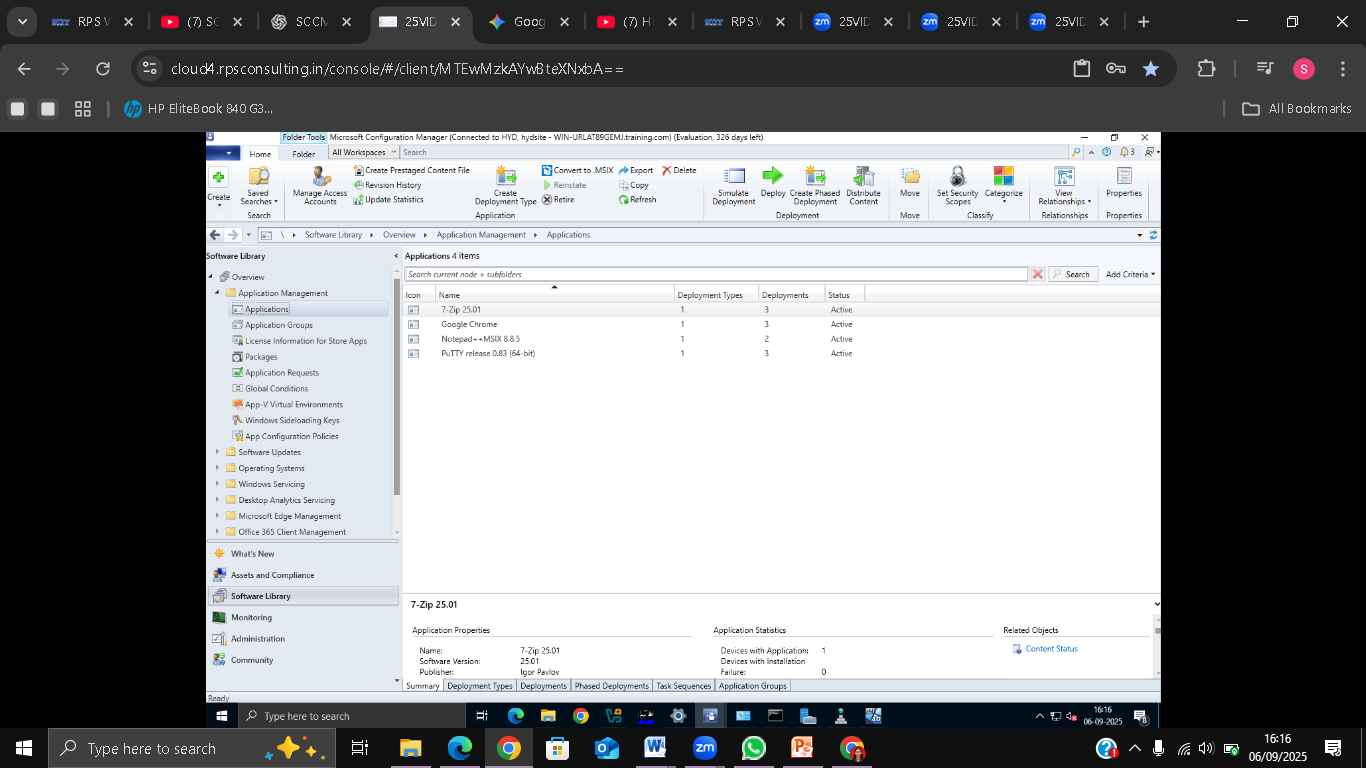 RPS V
(7) SC
SCCM
25VID
Goog
(7) Ho
RPS V
25VID
25VID
25VID
cloud4.rpsconsulting.in/console/#/client/MTEwMzkAYwBteXNxbA==
S
HP EliteBook 840 G3...
All Bookmarks
Folder Tools
Microsoft Configuration Manager (Connected to HYD, hydsite - WIN-URLAT89GEMJ.training.com) (Evaluation, 326 days left)
Home
Folder
All Workspaces
Search
3
Create
Saved Searches
Search
Manage Access Accounts
Create Prestaged Content File
Revision History
Update Statistics
Create Deployment Type
Convert to .MSIX
Reinstate
Retire
Export
Copy
Refresh
Delete
Application
Simulate Deployment
Deploy
Create Phased Deployment
Distribute Content
Deployment
Move
Move
Set Security Scopes
Categorize
Classify
View Relationships
Relationships
Properties
Properties
\ Software Library Overview Application Management Applications
Software Library
Overview
Application Management
Applications
Application Groups
License Information for Store Apps
Packages
Application Requests
Global Conditions
App-V Virtual Environments
Windows Sideloading Keys
App Configuration Policies
Software Updates
Operating Systems
Windows Servicing
Desktop Analytics Servicing
Microsoft Edge Management
Office 365 Client Management
What's New
Assets and Compliance
Software Library
Monitoring
Administration
Community
Applications 4 items
Search current node + subfolders
Search
Add Criteria
Icon Name Deployment Types Deployments Status
7-Zip 25.01 1 3 Active
Google Chrome 1 3 Active
Notepad++MSIX 8.8.5 1 2 Active
PuTTY release 0.83 (64-bit) 1 3 Active
7-Zip 25.01
Application Properties
Name: 7-Zip 25.01
Software Version: 25.01
Publisher: Igor Pavlov
Application Statistics
Devices with Application: 1
Devices with Installation
Failure: 0
Related Objects
Content Status
Summary Deployment Types Deployments Phased Deployments Task Sequences Application Groups
Ready
Type here to search
16:16
06-09-2025
Type here to search
16:16
06/09/2025